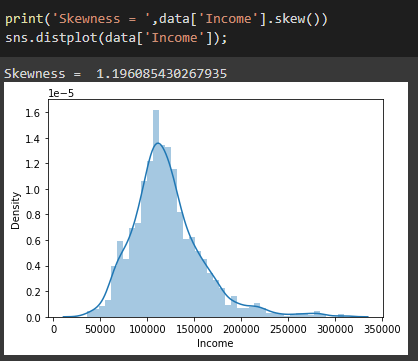 print('Skewness = ',data['Income'].skew())
sns.distplot(data['Income']);
Skewness =  1.196085430267935
1e−5
1.6
1.4
1.2
1.0
0.8
0.6
0.4
0.2
0.0
Density
0 50000 100000 150000 200000 250000 300000 350000
Income